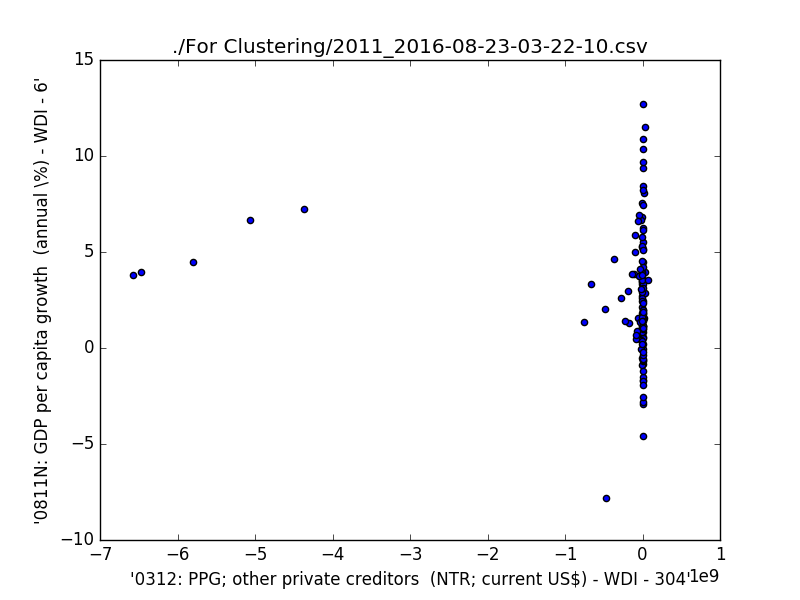 ./For Clustering/2011_2016-08-23-03-22-10.csv
15
10
5
0
−5
−10
'0811N: GDP per capita growth  (annual \%) - WDI - 6'
−7 −6 −5 −4 −3 −2 −1 0 1
'0312: PPG; other private creditors  (NTR; current US$) - WDI - 304' 1e9